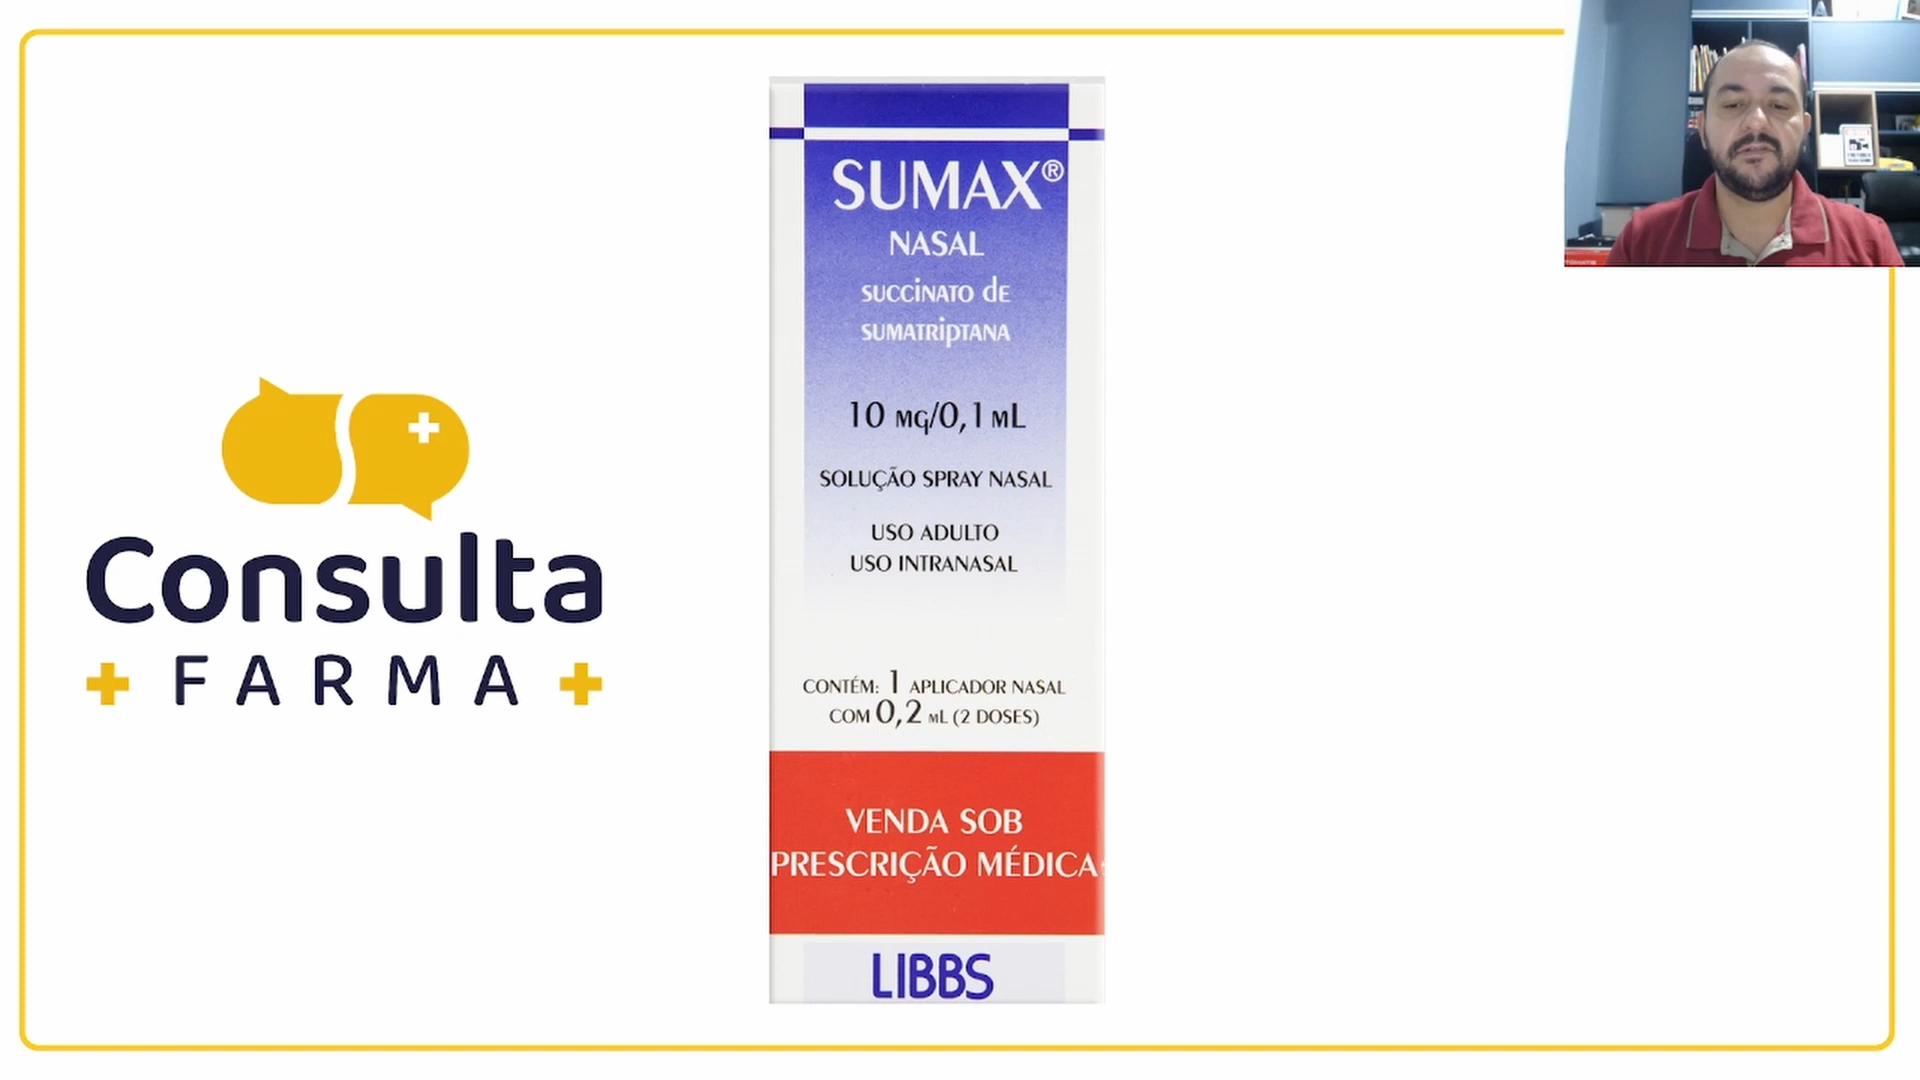 SUMAX®
NASAL
SUCCINATO dE
SUMATRIPTANA
10 MG/0,1 ML
SOLUÇÃO SPRAY NASAL
USO ADULTO
USO INTRANASAL
CONTÉM: 1 APLICADOR NASAL
COM 0,2 ML (2 DOSES)
VENDA SOB
PRESCRIÇÃO MÉDICA
LIBBS
Consulta
FARMA